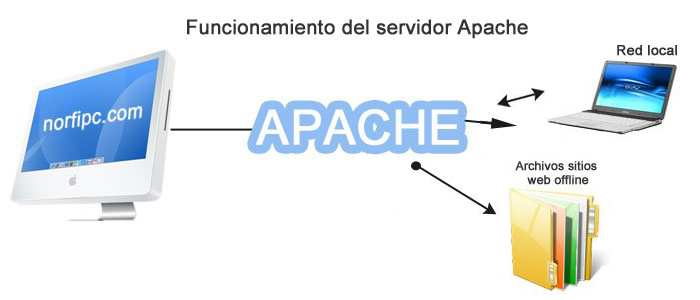 Funcionamiento del servidor Apache
Red local
norfipc.com
APACHE
Archivos sitios
web offline